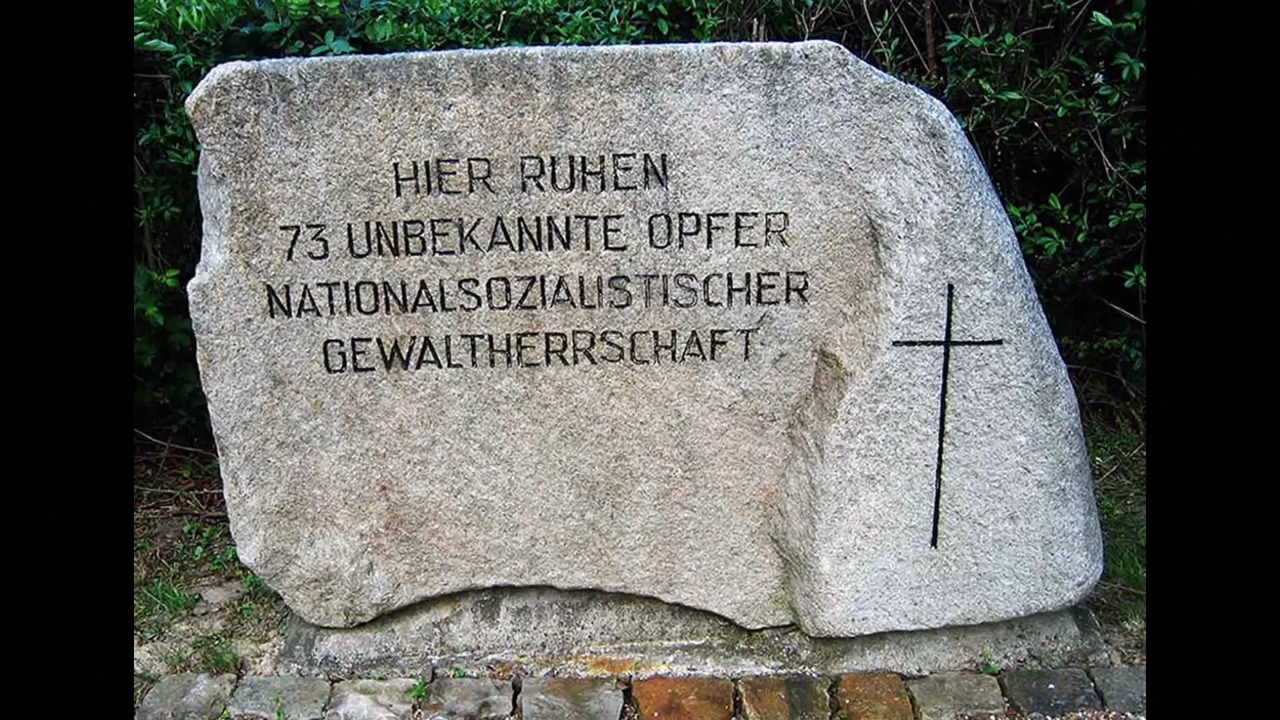 HIER RUHEN
73 UNBEKANNTE OPFER
NATIONALSOZIALISTISCHER
GEWALTHERRSCHAFT